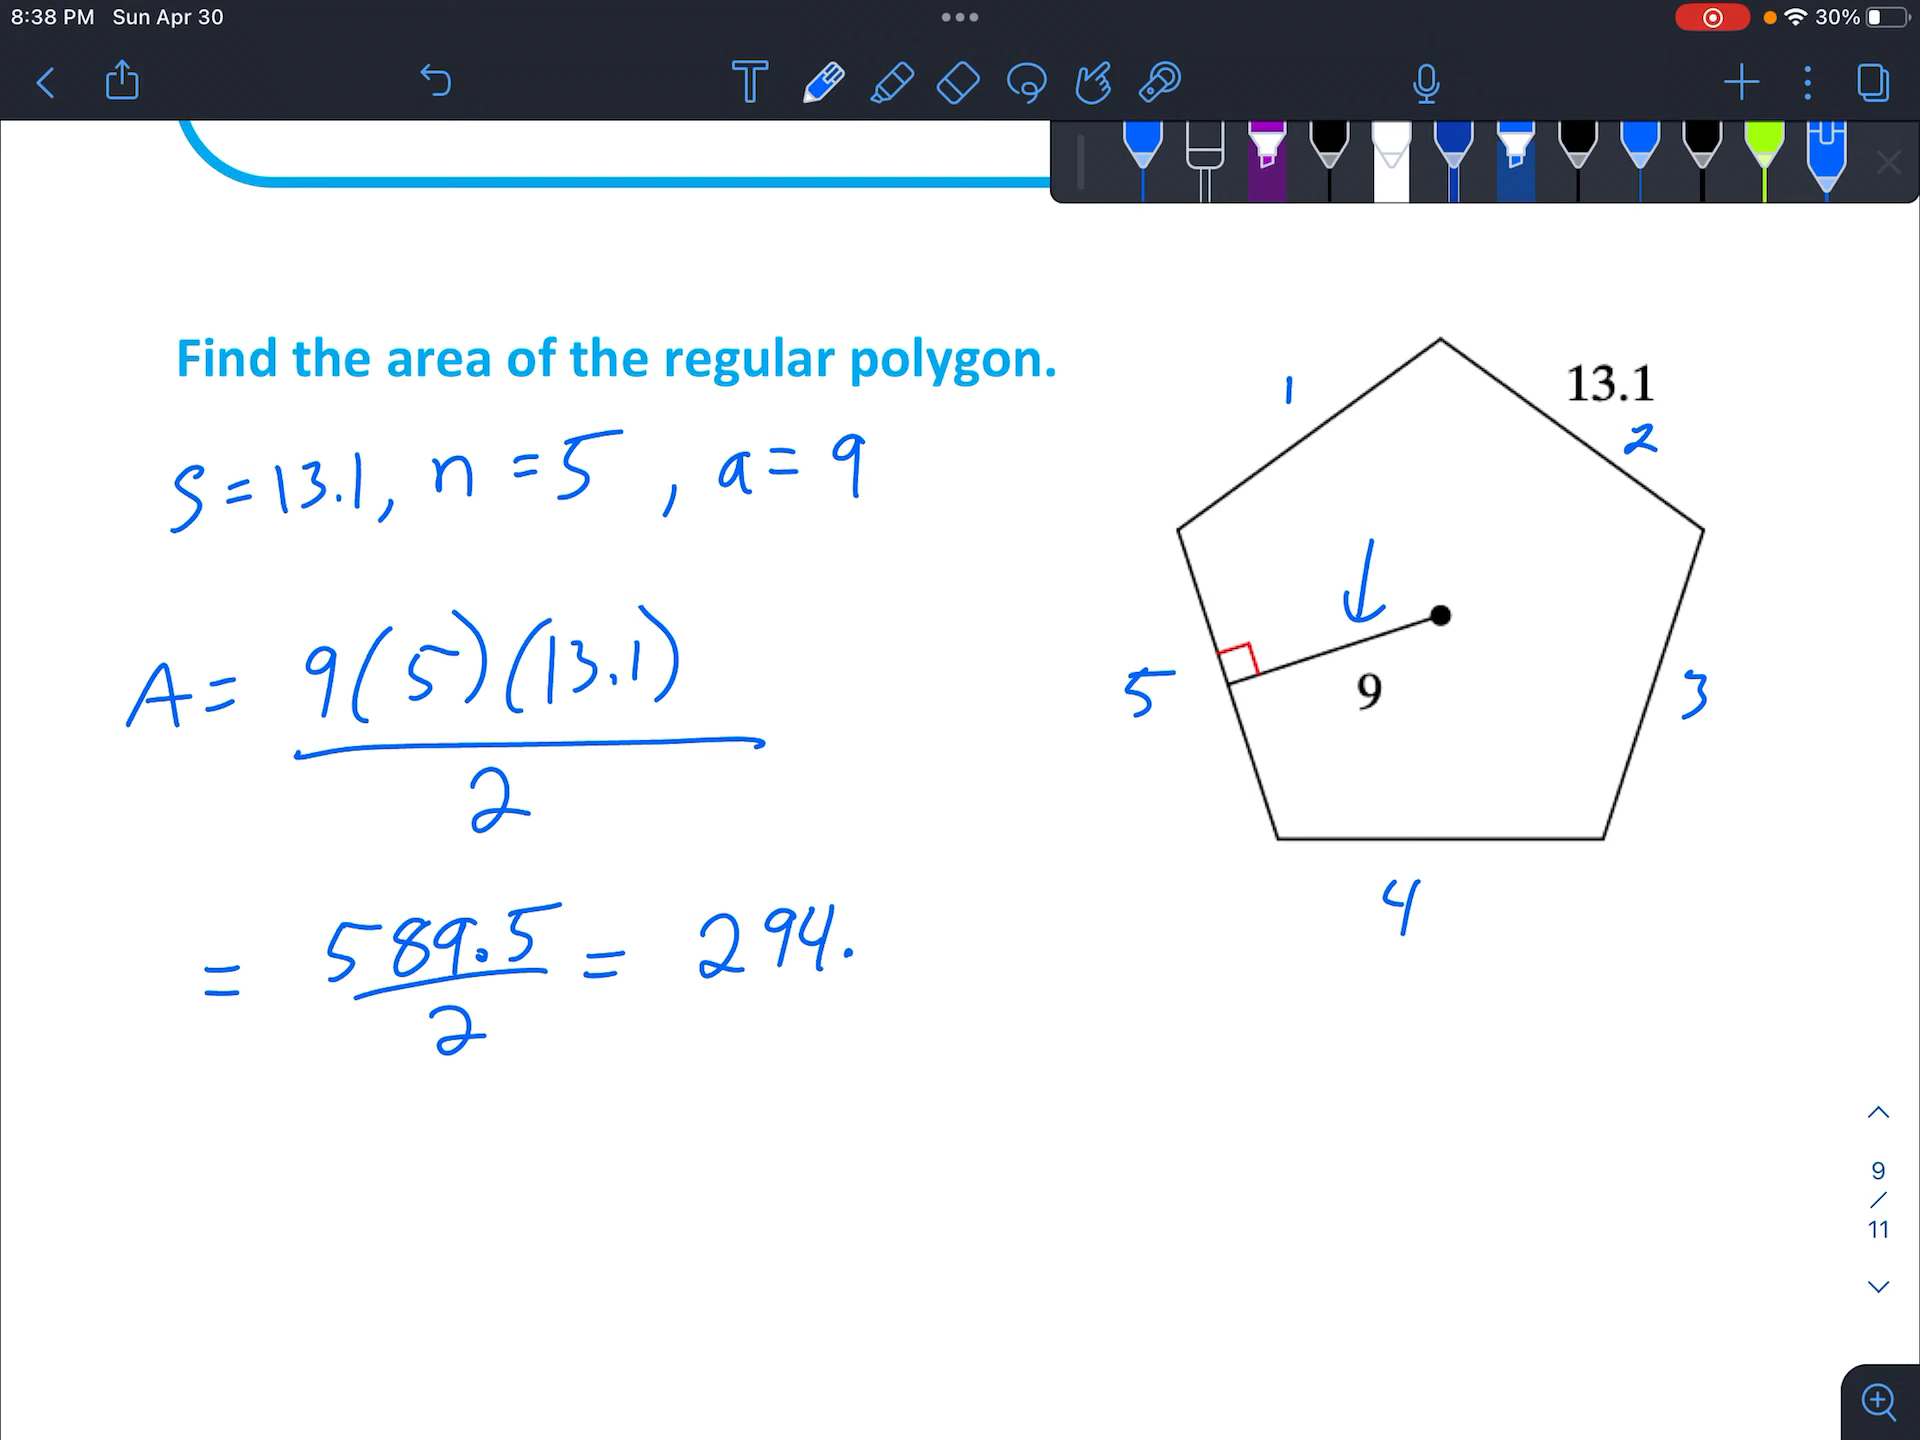 8:38 PM Sun Apr 30
30%
T
Find the area of the regular polygon.
S = 13.1, n = 5, a = 9
A = 9(5)(13.1)
2
= 589.5 = 294.
2
1
13.1
2
5
9
3
4
9
/
11